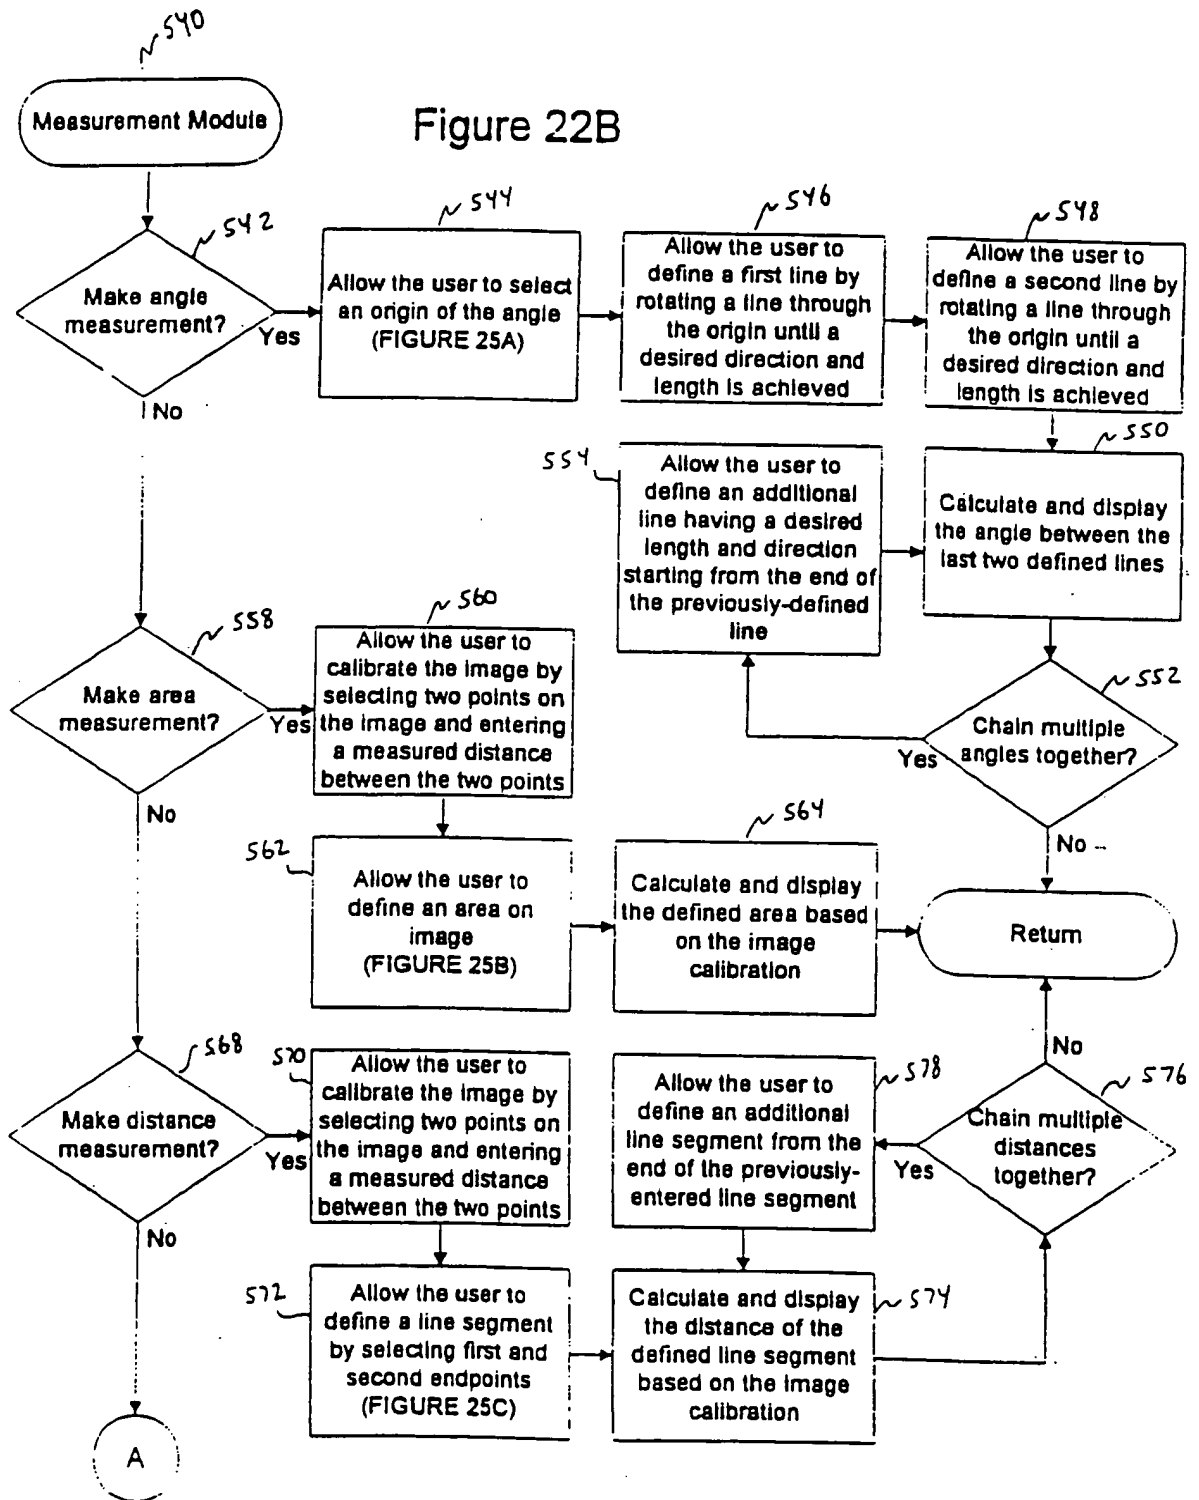 540
Measurement Module
Figure 22B
542
Make angle
measurement?
Yes
No
544
Allow the user to select
an origin of the angle
(FIGURE 25A)
546
Allow the user to
define a first line by
rotating a line through
the origin until a
desired direction and
length is achieved
548
Allow the user to
define a second line by
rotating a line through
the origin until a
desired direction and
length is achieved
550
Calculate and display
the angle between the
last two defined lines
554
Allow the user to
define an additional
line having a desired
length and direction
starting from the end of
the previously-defined
line
552
Chain multiple
angles together?
Yes
No
558
Make area
measurement?
Yes
No
560
Allow the user to
calibrate the image by
selecting two points on
the image and entering
a measured distance
between the two points
562
Allow the user to
define an area on
image
(FIGURE 25B)
564
Calculate and display
the defined area based
on the image
calibration
Return
568
Make distance
measurement?
Yes
No
570
Allow the user to
calibrate the image by
selecting two points on
the image and entering
a measured distance
between the two points
572
Allow the user to
define a line segment
by selecting first and
second endpoints
(FIGURE 25C)
578
Allow the user to
define an additional
line segment from the
end of the previously-
entered line segment
574
Calculate and display
the distance of the
defined line segment
based on the image
calibration
576
Chain multiple
distances
together?
Yes
No
A